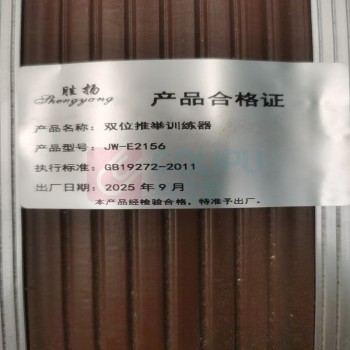 胜扬
Shengyang
产品合格证
产品名称: 双位推举训练器
产品型号: JW-E2156
执行标准: GB19272-2011
出厂日期: 2025 年 9 月
本产品经检验合格，特准予出厂。